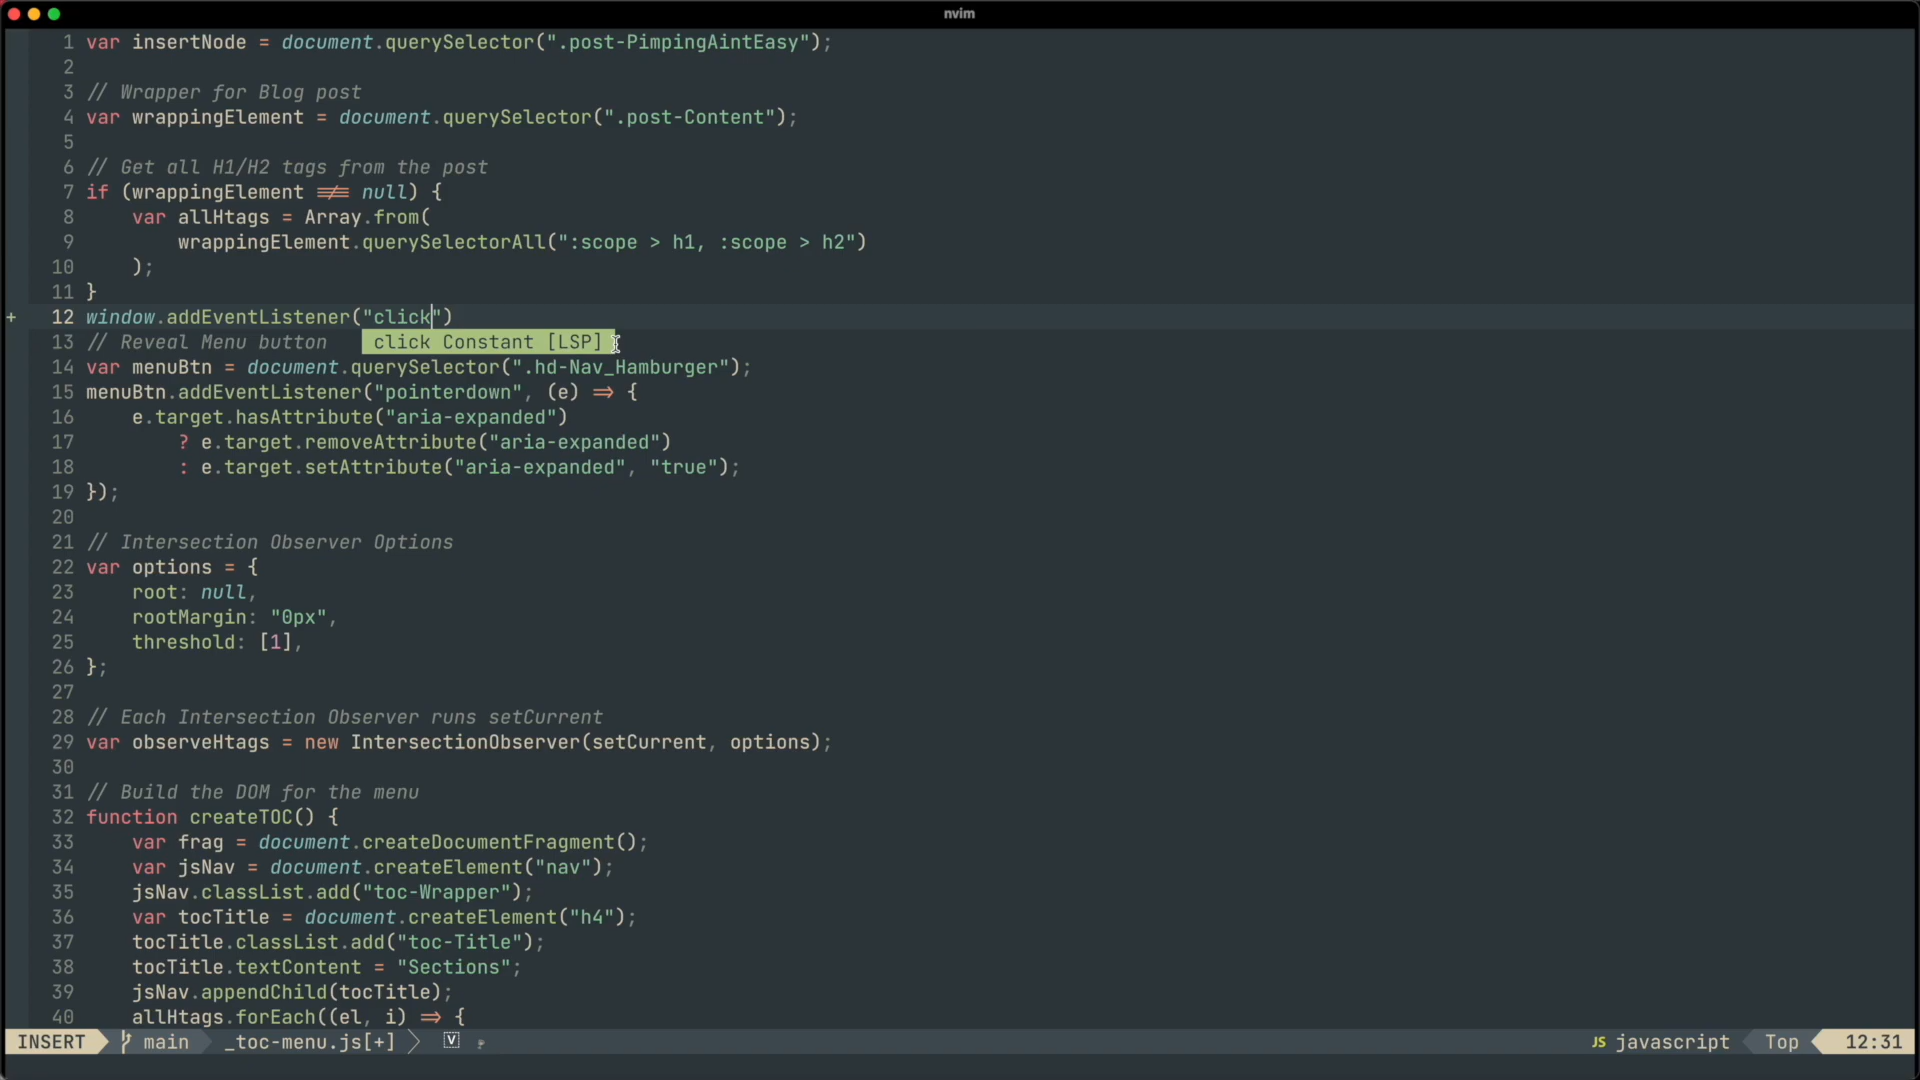 nvim
1 var insertNode = document.querySelector(".post-PimpingAintEasy");
2
3 // Wrapper for Blog post
4 var wrappingElement = document.querySelector(".post-Content");
5
6 // Get all H1/H2 tags from the post
7 if (wrappingElement !== null) {
8     var allHtags = Array.from(
9         wrappingElement.querySelectorAll(":scope > h1, :scope > h2")
10     );
11 }
+ 12 window.addEventListener("click")
13 // Reveal Menu button click Constant [LSP]
14 var menuBtn = document.querySelector(".hd-Nav_Hamburger");
15 menuBtn.addEventListener("pointerdown", (e) => {
16     e.target.hasAttribute("aria-expanded")
17         ? e.target.removeAttribute("aria-expanded")
18         : e.target.setAttribute("aria-expanded", "true");
19 });
20
21 // Intersection Observer Options
22 var options = {
23     root: null,
24     rootMargin: "0px",
25     threshold: [1],
26 };
27
28 // Each Intersection Observer runs setCurrent
29 var observeHtags = new IntersectionObserver(setCurrent, options);
30
31 // Build the DOM for the menu
32 function createTOC() {
33     var frag = document.createDocumentFragment();
34     var jsNav = document.createElement("nav");
35     jsNav.classList.add("toc-Wrapper");
36     var tocTitle = document.createElement("h4");
37     tocTitle.classList.add("toc-Title");
38     tocTitle.textContent = "Sections";
39     jsNav.appendChild(tocTitle);
40     allHtags.forEach((el, i) => {
INSERT main _toc-menu.js[+] V JS javascript Top 12:31